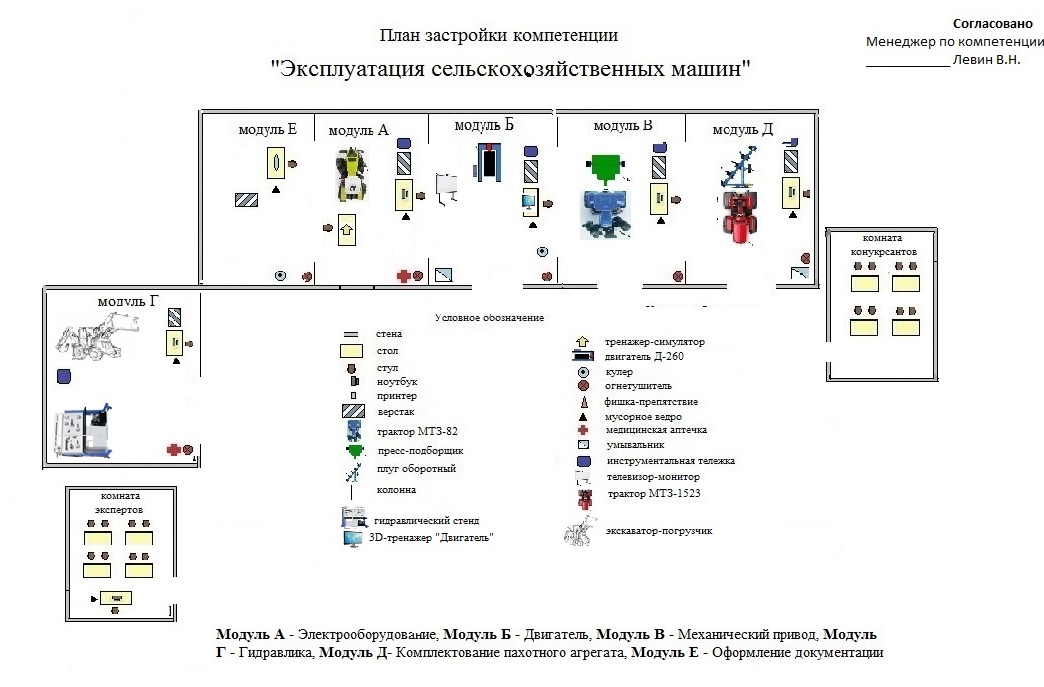 Согласовано
Менеджер по компетенции
____________ Левин В.Н.
План застройки компетенции
"Эксплуатация сельскохозяйственных машин"
модуль Е
модуль А
модуль Б
модуль В
модуль Д
комната
конукрсантов
модуль Г
Условное обозначение
стена
стол
стул
ноутбук
принтер
верстак
трактор МТЗ-82
пресс-подборщик
плуг оборотный
колонна
гидравлический стенд
3D-тренажер "Двигатель"
тренажер-симулятор
двигатель Д-260
кулер
огнетушитель
фишка-препятствие
мусорное ведро
медицинская аптечка
умывальник
инструментальная тележка
телевизор-монитор
трактор МТЗ-1523
экскаватор-погрузчик
комната
экспертов
Модуль А - Электрооборудование, Модуль Б - Двигатель, Модуль В - Механический привод, Модуль
Г - Гидравлика, Модуль Д- Комплектование пахотного агрегата, Модуль Е - Оформление документации